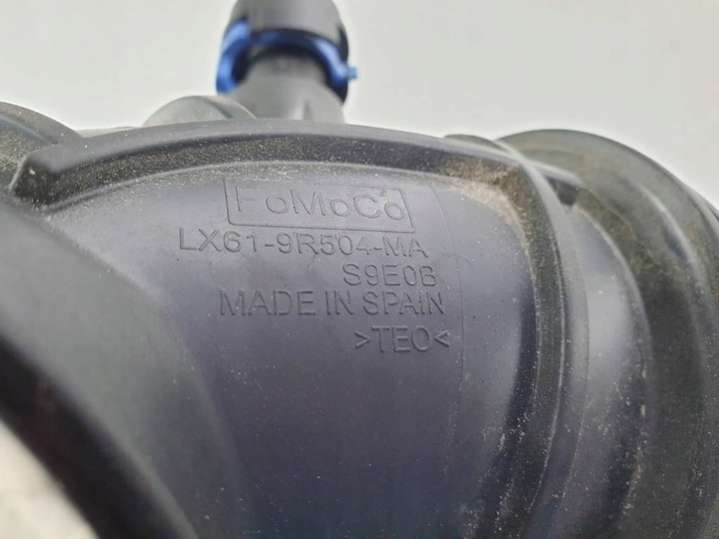 FoMoCo
LX61-9R504-MA
S9E0B
MADE IN SPAIN
>TEO<